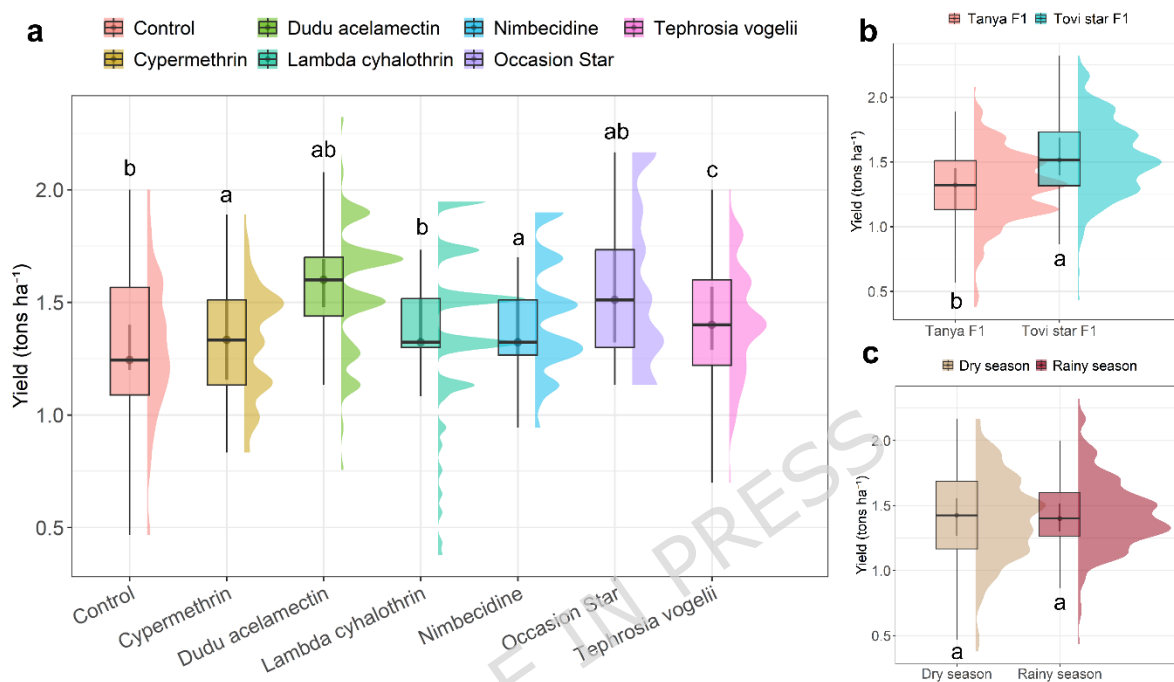 a
Control
Dudu acelamectin
Nimbecidine
Tephrosia vogelii
Cypermethrin
Lambda cyhalothrin
Occasion Star
Yield (tons ha⁻¹)
2.0
1.5
1.0
0.5
b
a
ab
b
a
ab
c
Control
Cypermethrin
Dudu acelamectin
Lambda cyhalothrin
Nimbecidine
Occasion Star
Tephrosia vogelii
b
Tanya F1
Tovi star F1
Yield (tons ha⁻¹)
2.0
1.5
1.0
0.5
b
a
Tanya F1
Tovi star F1
c
Dry season
Rainy season
Yield (tons ha⁻¹)
2.0
1.5
1.0
0.5
a
a
Dry season
Rainy season
E IN PRESS